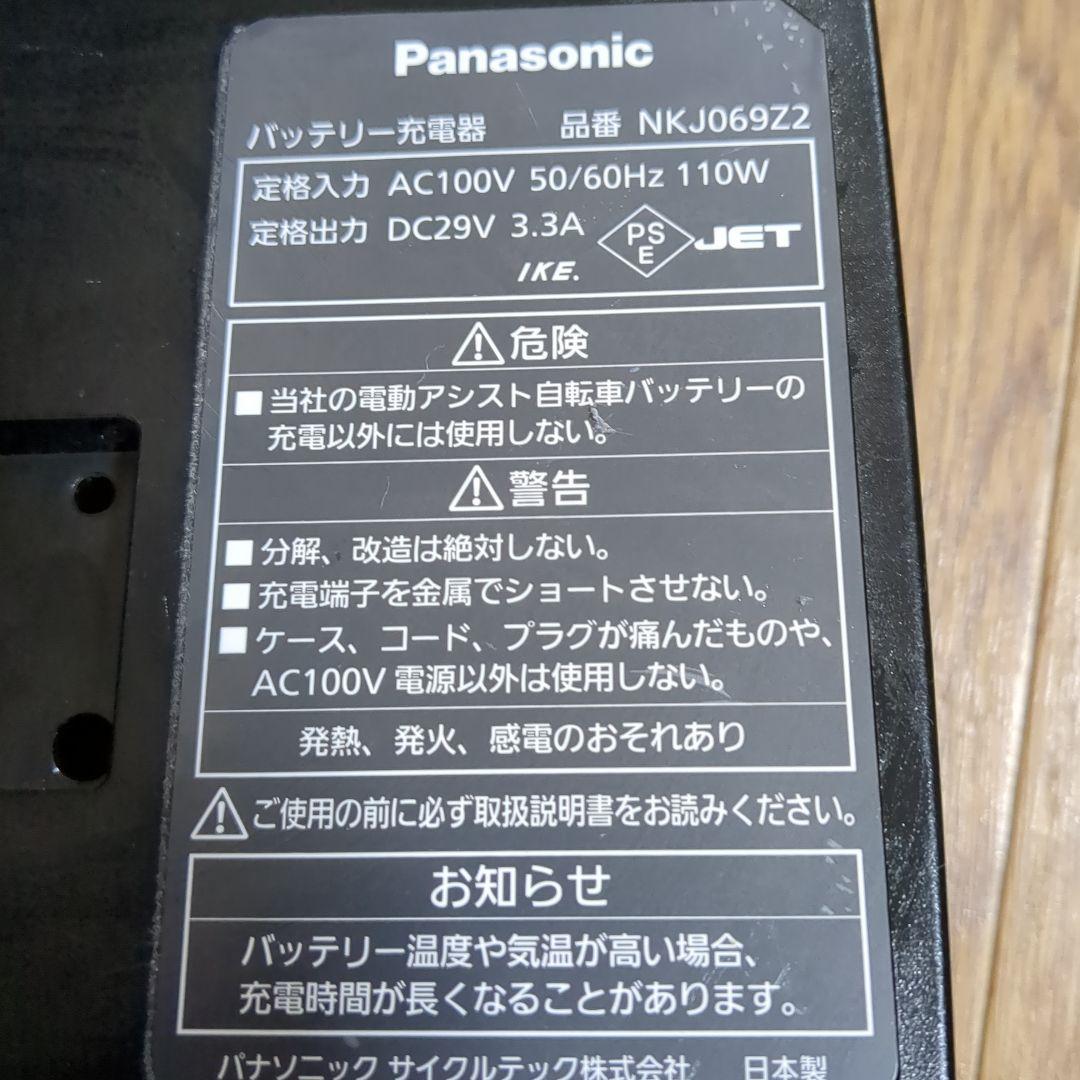 Panasonic
バッテリー充電器 品番 NKJ069Z2
定格入力 AC100V 50/60Hz 110W
定格出力 DC29V 3.3A
PS
E
JET
IKE.
危険
■当社の電動アシスト自転車バッテリーの
充電以外には使用しない。
警告
■分解、改造は絶対しない。
■充電端子を金属でショートさせない。
■ケース、コード、プラグが痛んだものや、
AC100V 電源以外は使用しない。
発熱、発火、感電のおそれあり
ご使用の前に必ず取扱説明書をお読みください。
お知らせ
バッテリー温度や気温が高い場合、
充電時間が長くなることがあります。
パナソニック サイクルテック株式会社 日本製